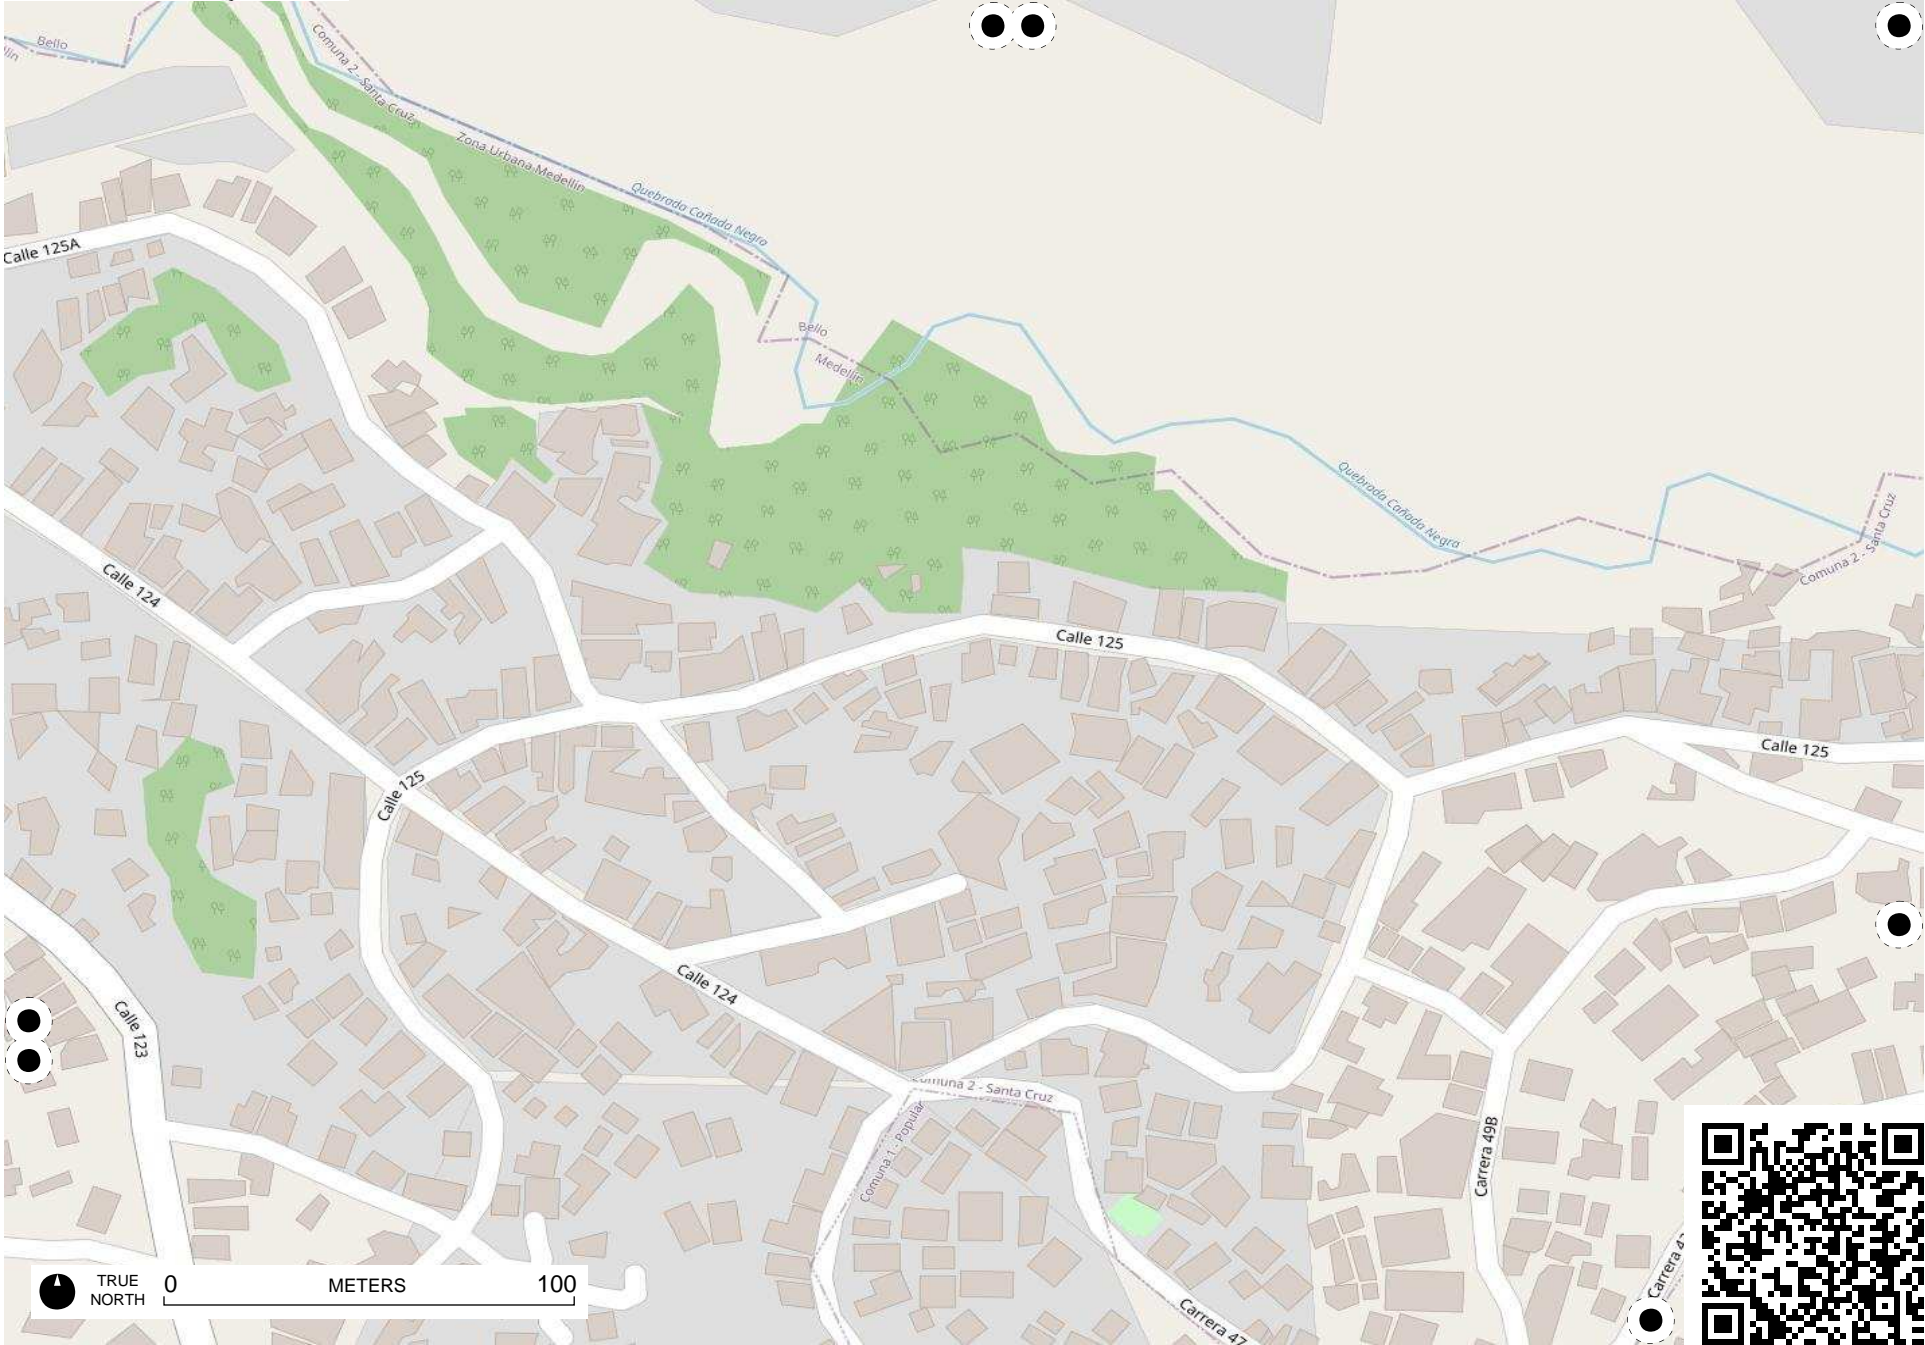 Bello
Comuna 2 - Santa Cruz
Zona Urbana Medellín
Quebrada Cañada Negra
Calle 125A
Bello
Medellín
Quebrada Cañada Negra
Comuna 2 - Santa Cruz
Calle 124
Calle 125
Calle 125
Calle 125
Calle 124
Calle 123
Comuna 2 - Santa Cruz
Comuna 1 - Popular
Carrera 49B
Carrera 47
Carrera
TRUE
NORTH
0 METERS 100